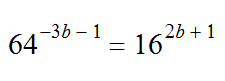 64^{-3b - 1} = 16^{2b + 1}